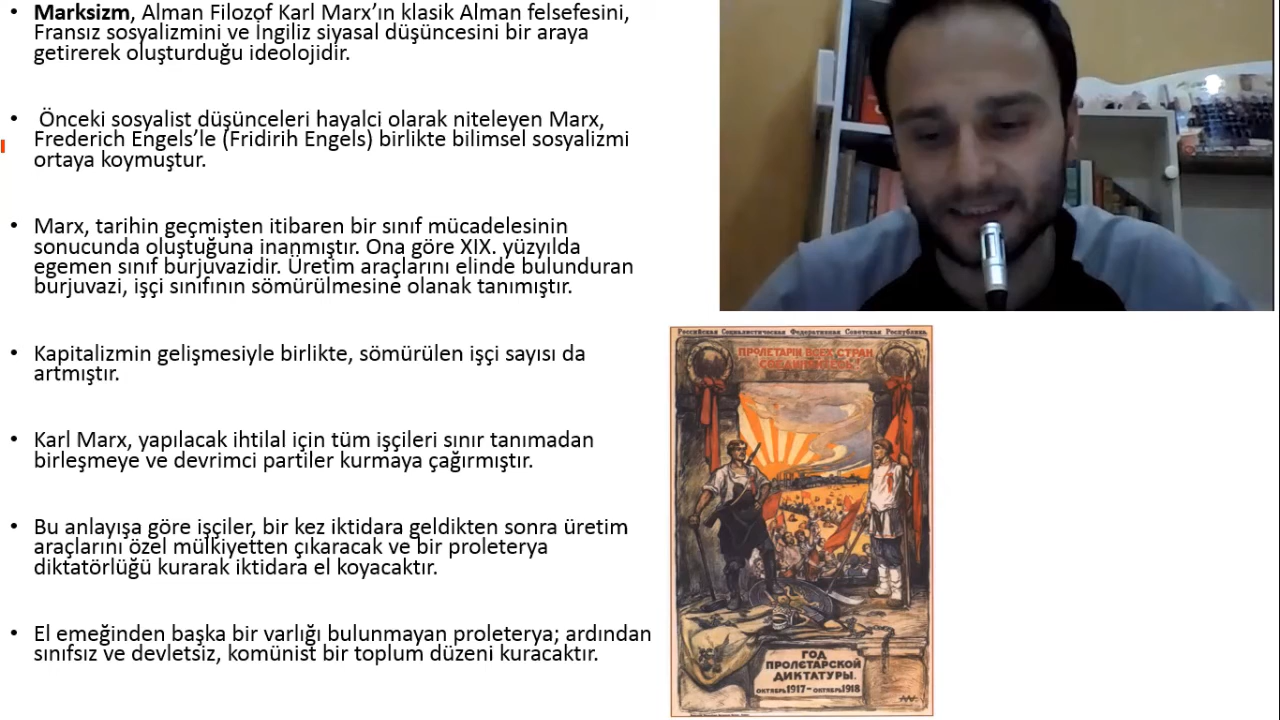 • Marksizm, Alman Filozof Karl Marx’ın klasik Alman felsefesini,
Fransız sosyalizmini ve İngiliz siyasal düşüncesini bir araya
getirerek oluşturduğu ideolojidir.
• Önceki sosyalist düşünceleri hayalci olarak niteleyen Marx,
Frederich Engels’le (Fridirih Engels) birlikte bilimsel sosyalizmi
ortaya koymuştur.
• Marx, tarihin geçmişten itibaren bir sınıf mücadelesinin
sonucunda oluştuğuna inanmıştır. Ona göre XIX. yüzyılda
egemen sınıf burjuvazidir. Üretim araçlarını elinde bulunduran
burjuvazi, işçi sınıfının sömürülmesine olanak tanımıştır.
• Kapitalizmin gelişmesiyle birlikte, sömürülen işçi sayısı da
artmıştır.
• Karl Marx, yapılacak ihtilal için tüm işçileri sınır tanımadan
birleşmeye ve devrimci partiler kurmaya çağırmıştır.
• Bu anlayışa göre işçiler, bir kez iktidara geldikten sonra üretim
araçlarını özel mülkiyetten çıkaracak ve bir proleterya
diktatörlüğü kurarak iktidara el koyacaktır.
• El emeğinden başka bir varlığı bulunmayan proleterya; ardından
sınıfsız ve devletsiz, komünist bir toplum düzeni kuracaktır.
Российская Социалистическая Федеративная Советская Республика.
ПРОЛЕТАРІИ ВСЕХ СТРАН
ГОД
ПРОЛЕТАРСКОЙ
ДИКТАТУРЫ.
ОКТЯБРЬ 1917 – ОКТЯБРЬ 1918